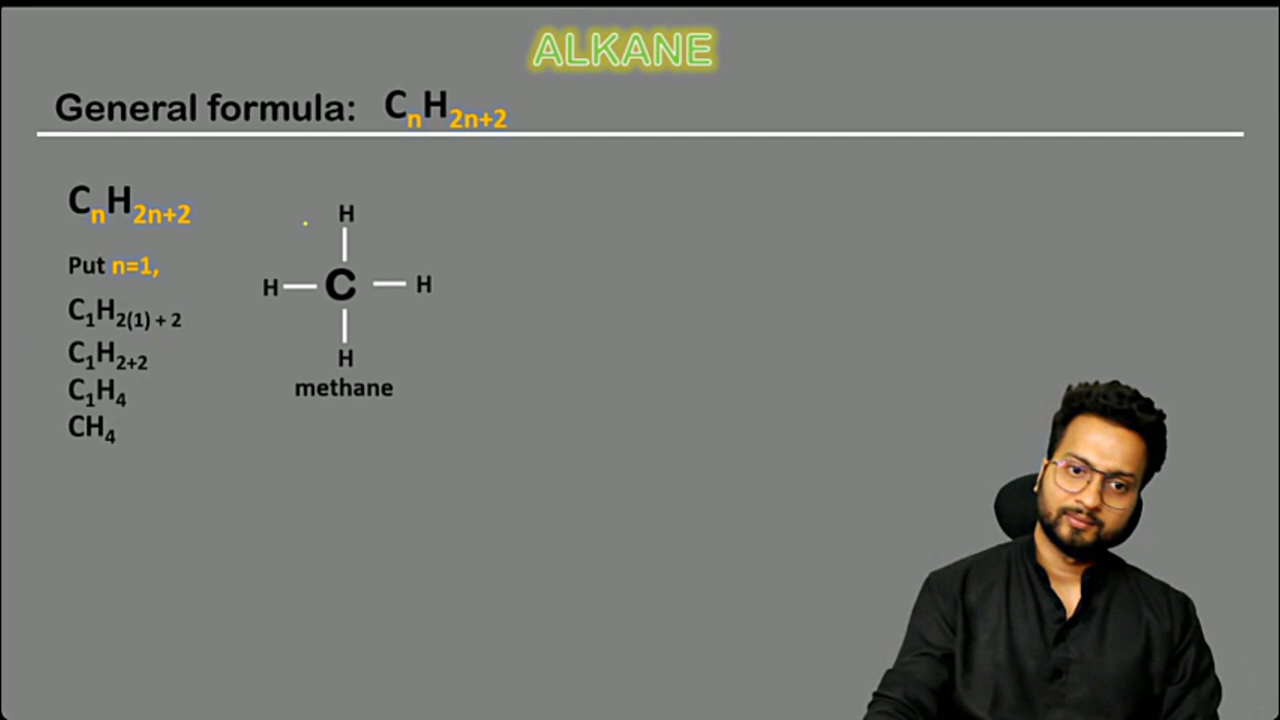 ALKANE
General formula: CₙH₂ₙ₊₂
CₙH₂ₙ₊₂
Put n=1,
C₁H₂₍₁₎ ₊ ₂
C₁H₂₊₂
C₁H₄
CH₄
H
H C H
H
methane